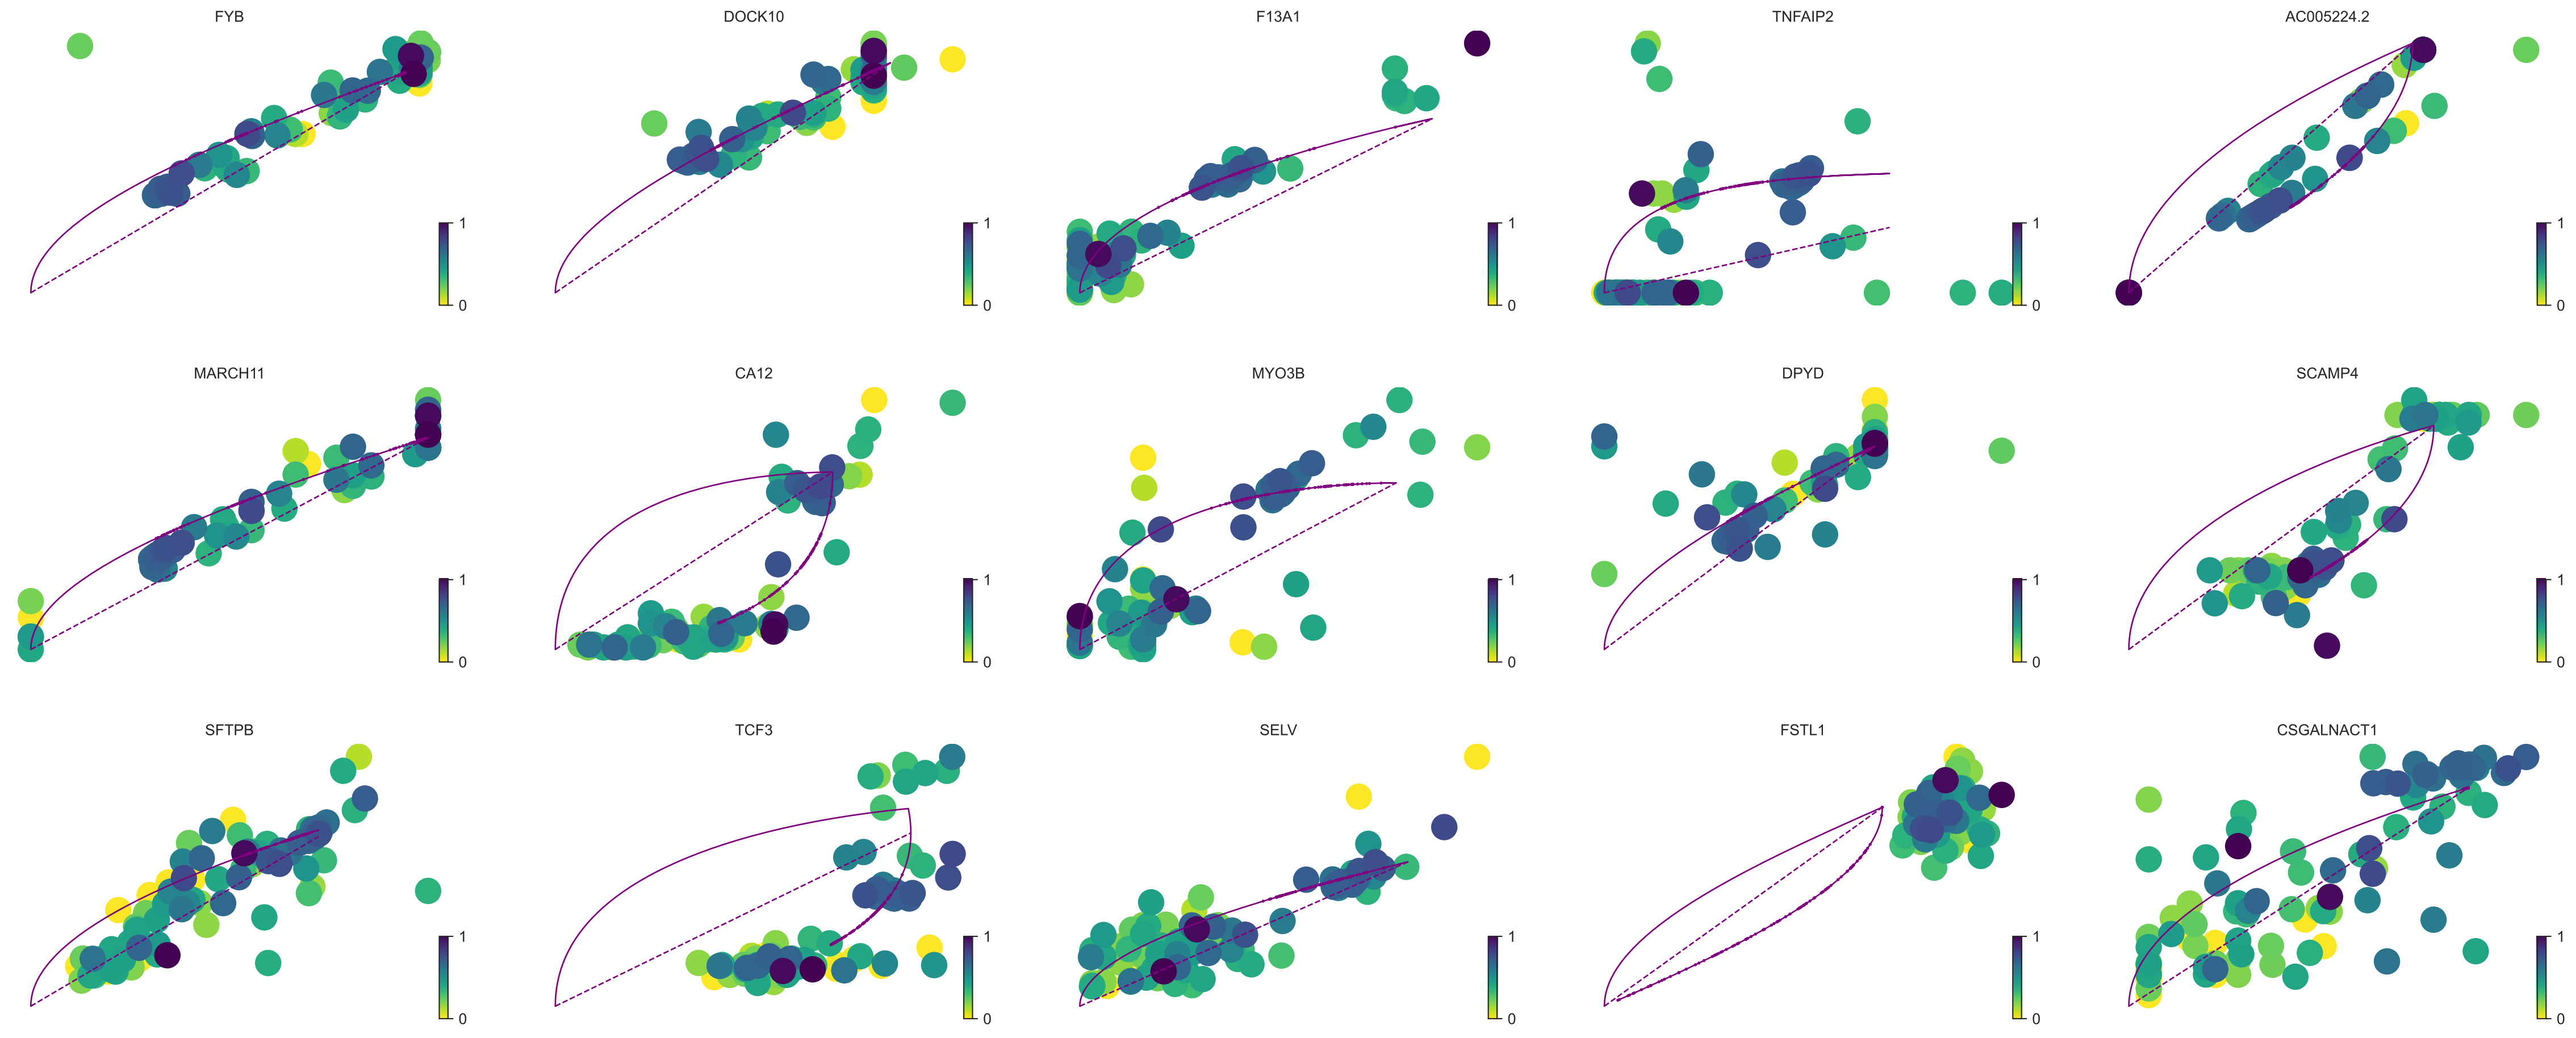 FYB DOCK10 F13A1 TNFAIP2 AC005224.2
1 1 1 1 1
0 0 0 0 0
MARCH11 CA12 MYO3B DPYD SCAMP4
1 1 1 1 1
0 0 0 0 0
SFTPB TCF3 SELV FSTL1 CSGALNACT1
1 1 1 1 1
0 0 0 0 0